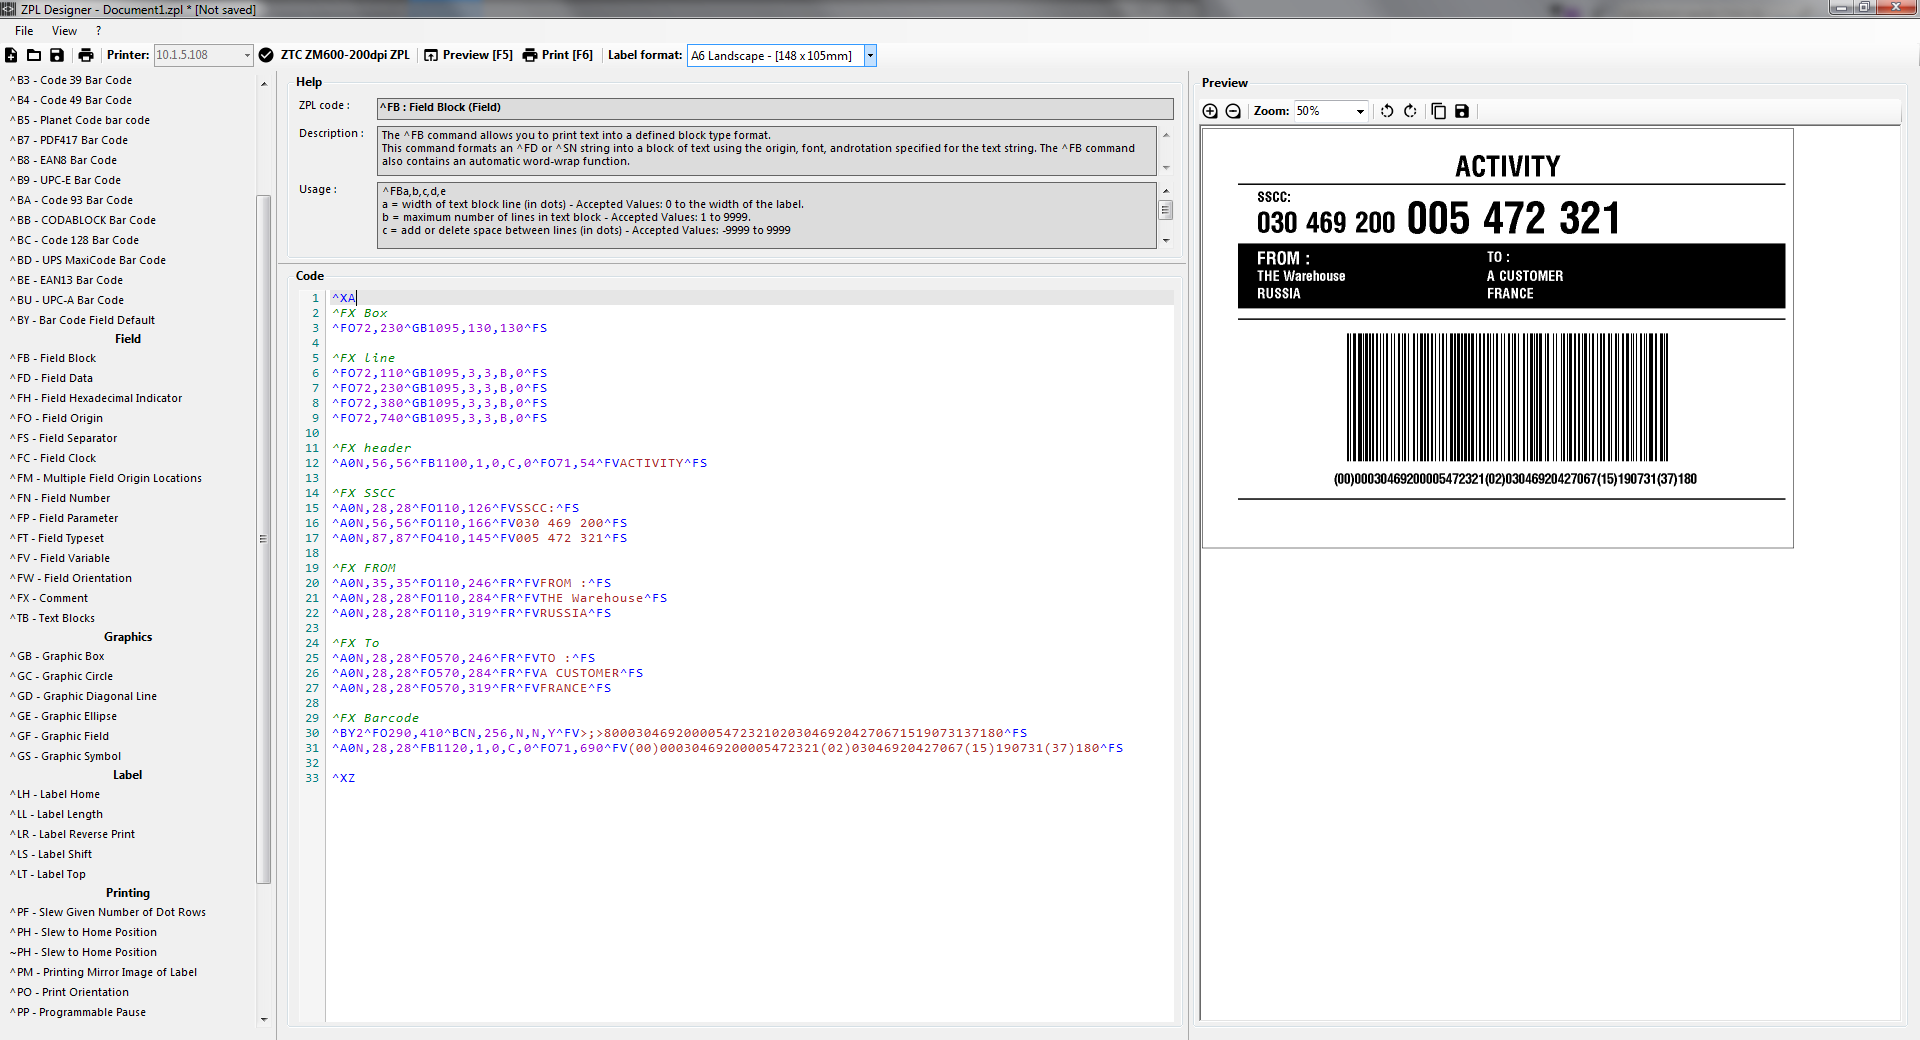 ZPL Designer - Document1.zpl * [Not saved]
File View ?
Printer: 10.1.5.108 ZTC ZM600-200dpi ZPL Preview [F5] Print [F6] Label format: A6 Landscape - [148 x 105mm]
^B3 - Code 39 Bar Code
^B4 - Code 49 Bar Code
^B5 - Planet Code bar code
^B7 - PDF417 Bar Code
^B8 - EAN8 Bar Code
^B9 - UPC-E Bar Code
^BA - Code 93 Bar Code
^BB - CODABLOCK Bar Code
^BC - Code 128 Bar Code
^BD - UPS MaxiCode Bar Code
^BE - EAN13 Bar Code
^BU - UPC-A Bar Code
^BY - Bar Code Field Default
Field
^FB - Field Block
^FD - Field Data
^FH - Field Hexadecimal Indicator
^FO - Field Origin
^FS - Field Separator
^FC - Field Clock
^FM - Multiple Field Origin Locations
^FN - Field Number
^FP - Field Parameter
^FT - Field Typeset
^FV - Field Variable
^FW - Field Orientation
^FX - Comment
^TB - Text Blocks
Graphics
^GB - Graphic Box
^GC - Graphic Circle
^GD - Graphic Diagonal Line
^GE - Graphic Ellipse
^GF - Graphic Field
^GS - Graphic Symbol
Label
^LH - Label Home
^LL - Label Length
^LR - Label Reverse Print
^LS - Label Shift
^LT - Label Top
Printing
^PF - Slew Given Number of Dot Rows
^PH - Slew to Home Position
~PH - Slew to Home Position
^PM - Printing Mirror Image of Label
^PO - Print Orientation
^PP - Programmable Pause
Help
ZPL code : ^FB : Field Block (Field)
Description : The ^FB command allows you to print text into a defined block type format.
This command formats an ^FD or ^SN string into a block of text using the origin, font, androtation specified for the text string. The ^FB command
also contains an automatic word-wrap function.
Usage : ^FBa,b,c,d,e
a = width of text block line (in dots) - Accepted Values: 0 to the width of the label.
b = maximum number of lines in text block - Accepted Values: 1 to 9999.
c = add or delete space between lines (in dots) - Accepted Values: -9999 to 9999
Code
1 ^XA
2 ^FX Box
3 ^FO72,230^GB1095,130,130^FS
4
5 ^FX line
6 ^FO72,110^GB1095,3,3,B,0^FS
7 ^FO72,230^GB1095,3,3,B,0^FS
8 ^FO72,380^GB1095,3,3,B,0^FS
9 ^FO72,740^GB1095,3,3,B,0^FS
10
11 ^FX header
12 ^A0N,56,56^FB1100,1,0,C,0^FO71,54^FVACTIVITY^FS
13
14 ^FX SSCC
15 ^A0N,28,28^FO110,126^FVSSCC:^FS
16 ^A0N,56,56^FO110,166^FV030 469 200^FS
17 ^A0N,87,87^FO410,145^FV005 472 321^FS
18
19 ^FX FROM
20 ^A0N,35,35^FO110,246^FR^FVFROM :^FS
21 ^A0N,28,28^FO110,284^FR^FVTHE Warehouse^FS
22 ^A0N,28,28^FO110,319^FR^FVRUSSIA^FS
23
24 ^FX To
25 ^A0N,28,28^FO570,246^FR^FVTO :^FS
26 ^A0N,28,28^FO570,284^FR^FVA CUSTOMER^FS
27 ^A0N,28,28^FO570,319^FR^FVFRANCE^FS
28
29 ^FX Barcode
30 ^BY2^FO290,410^BCN,256,N,N,Y^FV>;>80003046920000547232102030469204270671519073137180^FS
31 ^A0N,28,28^FB1120,1,0,C,0^FO71,690^FV(00)00030469200005472321(02)03046920427067(15)190731(37)180^FS
32
33 ^XZ
Preview
Zoom: 50%
ACTIVITY
SSCC:
030 469 200 005 472 321
FROM : TO :
THE Warehouse A CUSTOMER
RUSSIA FRANCE
(00)00030469200005472321(02)03046920427067(15)190731(37)180